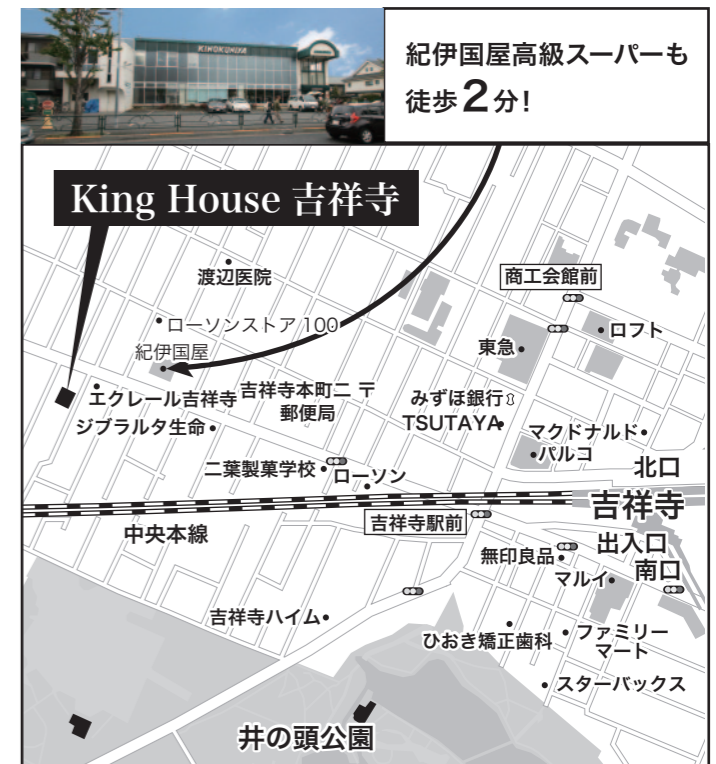 KINOKUNIYA
紀伊国屋高級スーパーも
徒歩2分!
King House 吉祥寺
渡辺医院
商工会館前
ローソンストア 100
ロフト
東急
紀伊国屋
エクレール吉祥寺
吉祥寺本町二 〒
郵便局
みずほ銀行
TSUTAYA
ジブラルタ生命
マクドナルド
パルコ
二葉製菓学校
ローソン
北口
吉祥寺
中央本線
吉祥寺駅前
出入口
無印良品
南口
マルイ
吉祥寺ハイム
ひおき矯正歯科
ファミリー
マート
スターバックス
井の頭公園